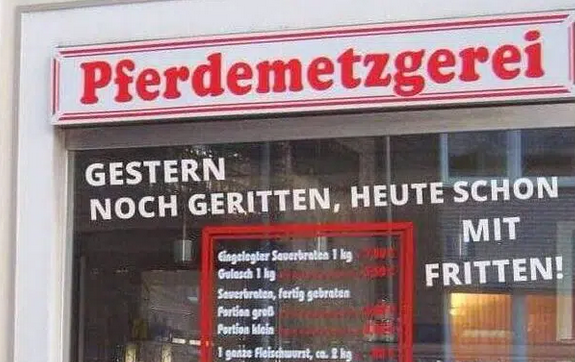 Pferdemetzgerei
GESTERN
NOCH GERITTEN, HEUTE SCHON
MIT
FRITTEN!
Eingelegter Sauerbraten 1 kg
Gulasch 1 kg
Sauerbraten, fertig gebraten
Portion groß
Portion klein
1 ganze Fleischwurst, ca. 2 kg